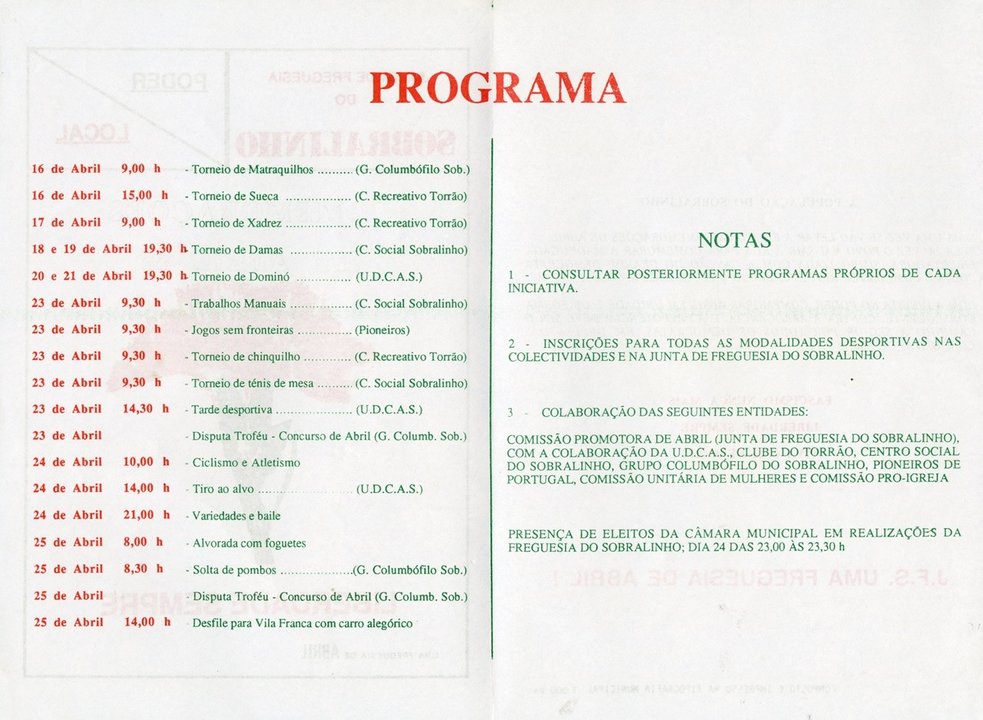 PROGRAMA
16 de Abril 9,00 h - Torneio de Matraquilhos ......... (G. Columbófilo Sob.)
16 de Abril 15,00 h - Torneio de Sueca ................. (C. Recreativo Torrão)
17 de Abril 9,00 h - Torneio de Xadrez ................. (C. Recreativo Torrão)
18 e 19 de Abril 19,30 h Torneio de Damas ................. (C. Social Sobralinho)
20 e 21 de Abril 19,30 h. Torneio de Dominó .............. (U.D.C.A.S.)
23 de Abril 9,30 h - Trabalhos Manuais ................ (C. Social Sobralinho)
23 de Abril 9,30 h - Jogos sem fronteiras .............. (Pioneiros)
23 de Abril 9,30 h - Torneio de chinquilho ............ (C. Recreativo Torrão)
23 de Abril 9,30 h - Torneio de ténis de mesa ......... (C. Social Sobralinho)
23 de Abril 14,30 h - Tarde desportiva .................... (U.D.C.A.S.)
23 de Abril - Disputa Troféu - Concurso de Abril (G. Columb. Sob.)
24 de Abril 10,00 h - Ciclismo e Atletismo
24 de Abril 14,00 h - Tiro ao alvo ......................... (U.D.C.A.S.)
24 de Abril 21,00 h - Variedades e baile
25 de Abril 8,00 h - Alvorada com foguetes
25 de Abril 8,30 h - Solta de pombos ...................(G. Columbófilo Sob.)
25 de Abril - Disputa Troféu - Concurso de Abril (G. Columb. Sob.)
25 de Abril 14,00 h - Desfile para Vila Franca com carro alegórico
NOTAS
1 - CONSULTAR POSTERIORMENTE PROGRAMAS PRÓPRIOS DE CADA
INICIATIVA.
2 - INSCRIÇÕES PARA TODAS AS MODALIDADES DESPORTIVAS NAS
COLECTIVIDADES E NA JUNTA DE FREGUESIA DO SOBRALINHO.
3 - COLABORAÇÃO DAS SEGUINTES ENTIDADES:
COMISSÃO PROMOTORA DE ABRIL (JUNTA DE FREGUESIA DO SOBRALINHO),
COM A COLABORAÇÃO DA U.D.C.A.S., CLUBE DO TORRÃO, CENTRO SOCIAL
DO SOBRALINHO, GRUPO COLUMBÓFILO DO SOBRALINHO, PIONEIROS DE
PORTUGAL, COMISSÃO UNITÁRIA DE MULHERES E COMISSÃO PRO-IGREJA
PRESENÇA DE ELEITOS DA CÂMARA MUNICIPAL EM REALIZAÇÕES DA
FREGUESIA DO SOBRALINHO; DIA 24 DAS 23,00 ÀS 23,30 h